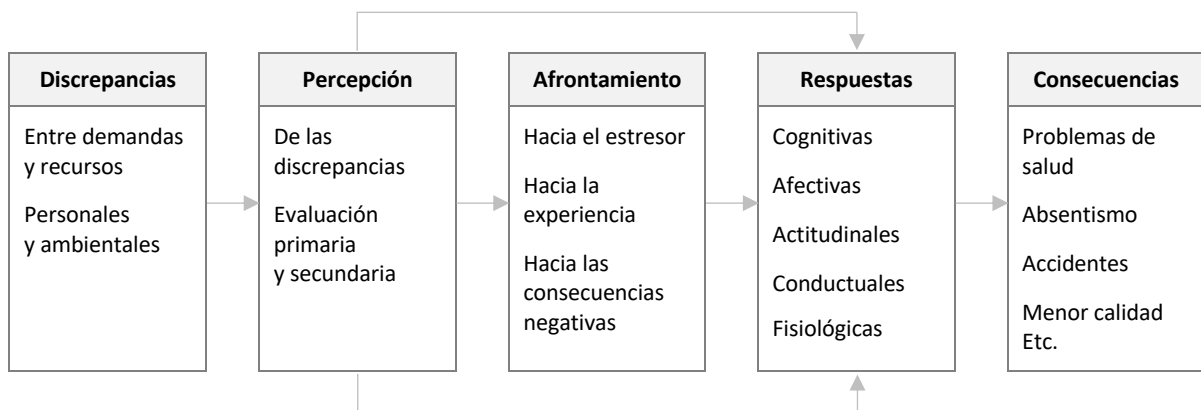 Discrepancias
Entre demandas
y recursos
Personales
y ambientales
Percepción
De las
discrepancias
Evaluación
primaria
y secundaria
Afrontamiento
Hacia el estresor
Hacia la
experiencia
Hacia las
consecuencias
negativas
Respuestas
Cognitivas
Afectivas
Actitudinales
Conductuales
Fisiológicas
Consecuencias
Problemas de
salud
Absentismo
Accidentes
Menor calidad
Etc.